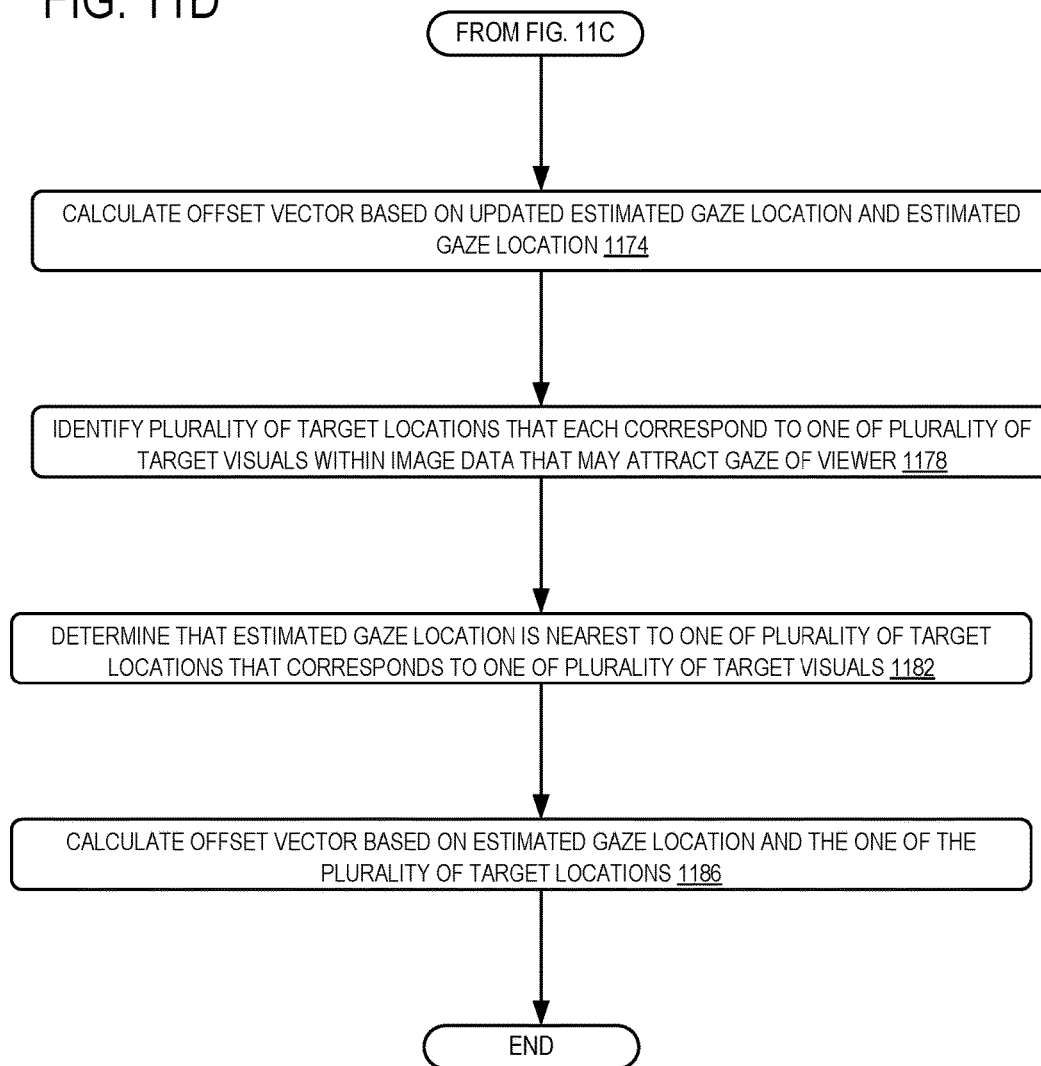 FIG. 11D
FROM FIG. 11C
CALCULATE OFFSET VECTOR BASED ON UPDATED ESTIMATED GAZE LOCATION AND ESTIMATED
GAZE LOCATION 1174
IDENTIFY PLURALITY OF TARGET LOCATIONS THAT EACH CORRESPOND TO ONE OF PLURALITY OF
TARGET VISUALS WITHIN IMAGE DATA THAT MAY ATTRACT GAZE OF VIEWER 1178
DETERMINE THAT ESTIMATED GAZE LOCATION IS NEAREST TO ONE OF PLURALITY OF TARGET
LOCATIONS THAT CORRESPONDS TO ONE OF PLURALITY OF TARGET VISUALS 1182
CALCULATE OFFSET VECTOR BASED ON ESTIMATED GAZE LOCATION AND THE ONE OF THE
PLURALITY OF TARGET LOCATIONS 1186
END